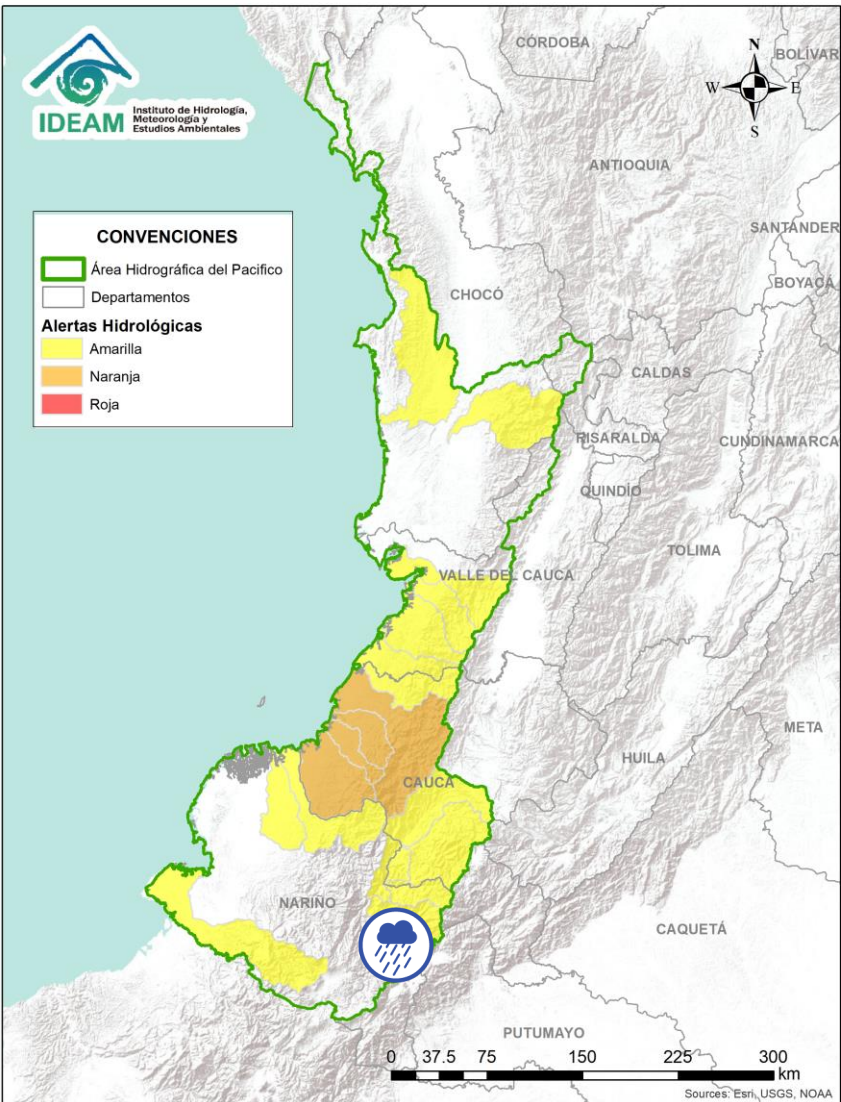 IDEAM
Instituto de Hidrología,
Meteorología y
Estudios Ambientales
CÓRDOBA
BOLÍVAR
N
W
E
S
ANTIOQUIA
SANTANDER
BOYACÁ
CHOCÓ
CONVENCIONES
Área Hidrográfica del Pacifico
Departamentos
Alertas Hidrológicas
Amarilla
Naranja
Roja
CALDAS
RISARALDA
CUNDINAMARCA
QUINDÍO
TOLIMA
VALLE DEL CAUCA
META
HUILA
CAUCA
NARIÑO
CAQUETÁ
PUTUMAYO
0 37.5 75 150 225 300
km
Sources: Esri, USGS, NOAA